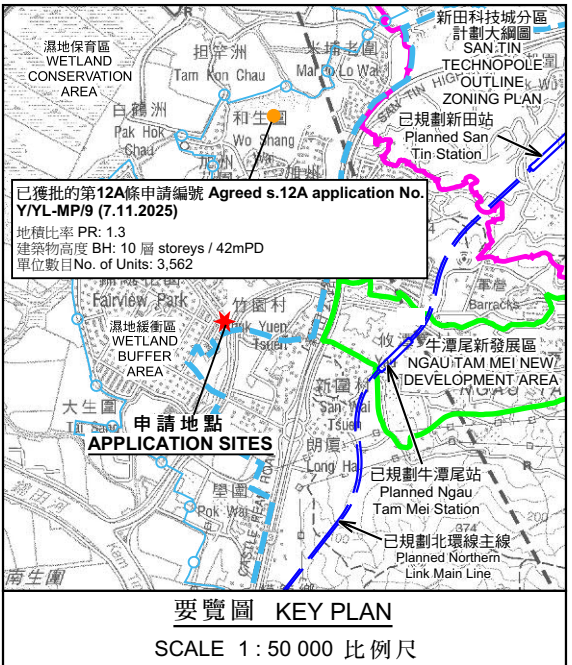 濕地保育區
WETLAND
CONSERVATION
AREA
担竿洲
Tam Kon Chau
米埔老圍
Mai Po Lo Wai
新田科技城分區
計劃大綱圖
SAN TIN
TECHNOPOLE
OUTLINE
ZONING PLAN
白鶴洲
Pak Hok
Chau
和生圍
Wo Shang
Wai
已規劃新田站
Planned San
Tin Station
已獲批的第12A條申請編號 Agreed s.12A application No.
Y/YL-MP/9 (7.11.2025)
地積比率 PR: 1.3
建築物高度 BH: 10 層 storeys / 42mPD
單位數目No. of Units: 3,562
Fairview Park
竹園村
Tsuen
軍營
Barracks
濕地緩衝區
WETLAND
BUFFER
AREA
攸潭
牛潭尾新發展區
NGAU TAM MEI NEW
DEVELOPMENT AREA
大生圍
Tai Sang
申請地點
APPLICATION SITES
新圍村
San Wai
Tsuen
朗廈
Long Ha
已規劃牛潭尾站
Planned Ngau
Tam Mei Station
壆圍
Pok Wai
CASTLE PEAK ROAD
374
200
已規劃北環線主線
Planned Northern
Link Main Line
南生圍
要覽圖 KEY PLAN
SCALE 1 : 50 000 比例尺